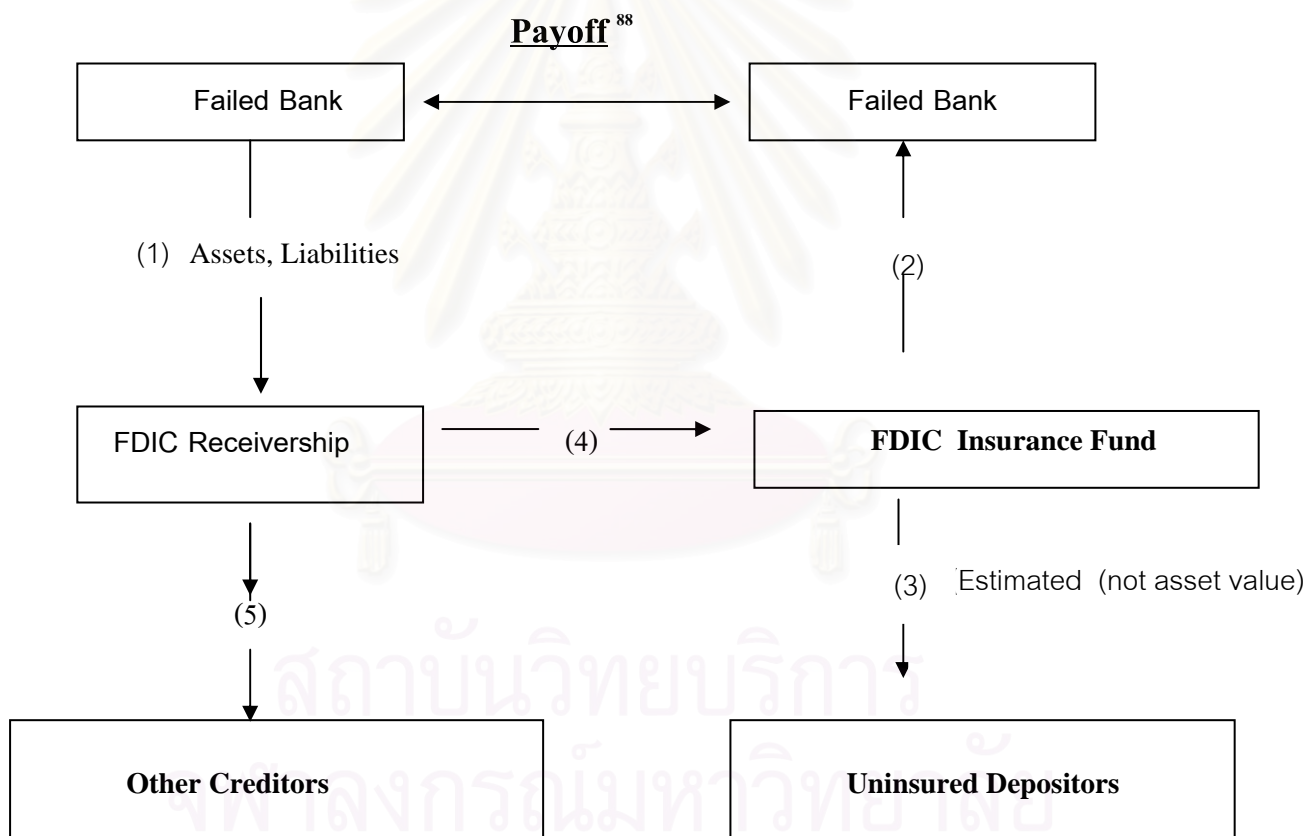 Payoff 88
Failed Bank
Failed Bank
(1) Assets, Liabilities
(2)
FDIC Receivership
(4)
FDIC Insurance Fund
(3) Estimated (not asset value)
(5)
สถาบันวิทยบริการ
จุฬาลงกรณ์มหาวิทยาลัย
Other Creditors
Uninsured Depositors